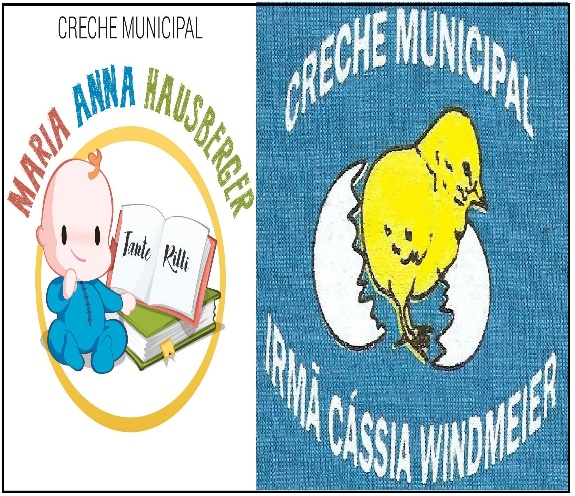 CRECHE MUNICIPAL
MARIA ANNA HAUSBERGER
Tante Rilli
CRECHE MUNICIPAL
IRMÃ CÁSSIA WINDMEIER